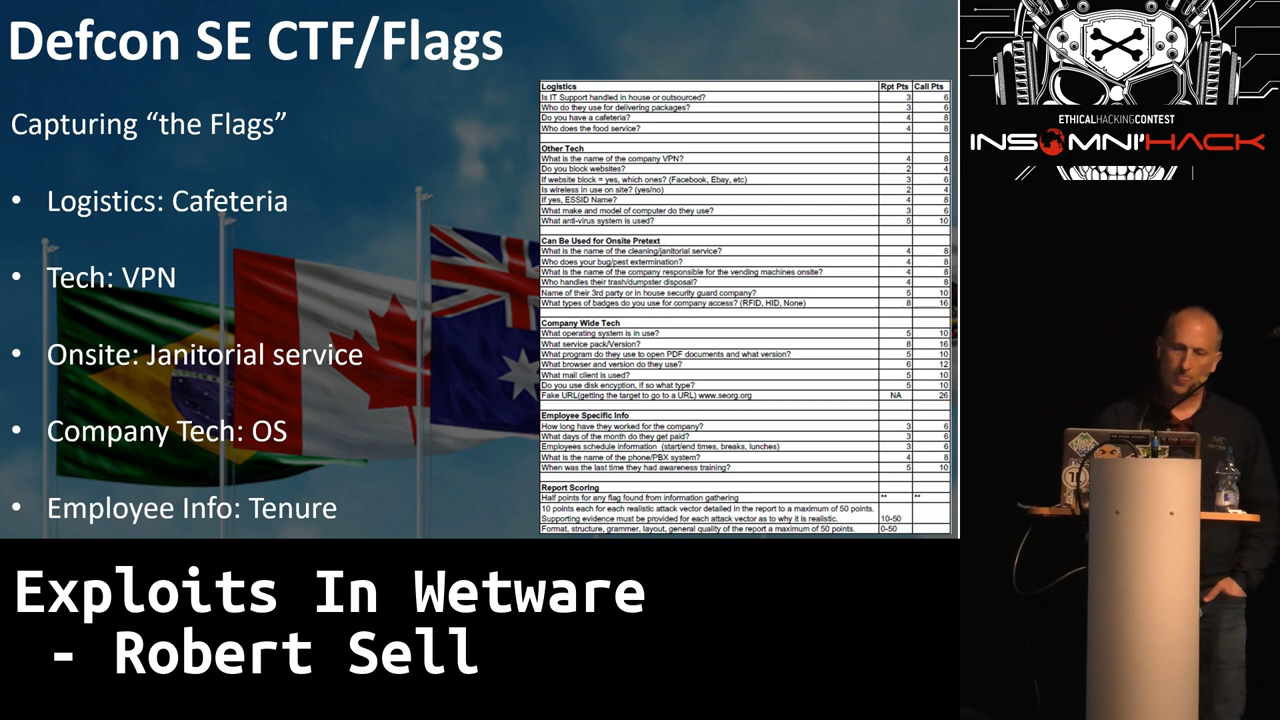 Defcon SE CTF/Flags
Capturing “the Flags”
• Logistics: Cafeteria
• Tech: VPN
• Onsite: Janitorial service
• Company Tech: OS
• Employee Info: Tenure
Logistics Rpt Pts Call Pts
Is IT Support handled in house or outsourced? 3 6
Who do they use for delivering packages? 3 6
Do you have a cafeteria? 4 8
Who does the food service? 4 8
Other Tech
What is the name of the company VPN? 4 8
Do you block websites? 2 4
If website block = yes, which ones? (Facebook, Ebay, etc) 3 6
Is wireless in use on site? (yes/no) 2 4
If yes, ESSID Name? 4 8
What make and model of computer do they use? 3 6
What anti-virus system is used? 5 10
Can Be Used for Onsite Pretext
What is the name of the cleaning/janitorial service? 4 8
Who does your bug/pest extermination? 4 8
What is the name of the company responsible for the vending machines onsite? 4 8
Who handles their trash/dumpster disposal? 4 8
Name of their 3rd party or in house security guard company? 5 10
What types of badges do you use for company access? (RFID, HID, None) 8 16
Company Wide Tech
What operating system is in use? 5 10
What service pack/Version? 8 16
What program do they use to open PDF documents and what version? 5 10
What browser and version do they use? 6 12
What mail client is used? 5 10
Do you use disk encyption, if so what type? 5 10
Fake URL(getting the target to go to a URL) www.seorg.org NA 26
Employee Specific Info
How long have they worked for the company? 3 6
What days of the month do they get paid? 3 6
Employees schedule information (start/end times, breaks, lunches) 3 6
What is the name of the phone/PBX system? 4 8
When was the last time they had awareness training? 5 10
Report Scoring
Half points for any flag found from information gathering ** **
10 points each for each realistic attack vector detailed in the report to a maximum of 50 points.
Supporting evidence must be provided for each attack vector as to why it is realistic. 10-50
Format, structure, grammer, layout, general quality of the report a maximum of 50 points. 0-50
ETHICALHACKINGCONTEST
INSOMNI'HACK
Exploits In Wetware
- Robert Sell